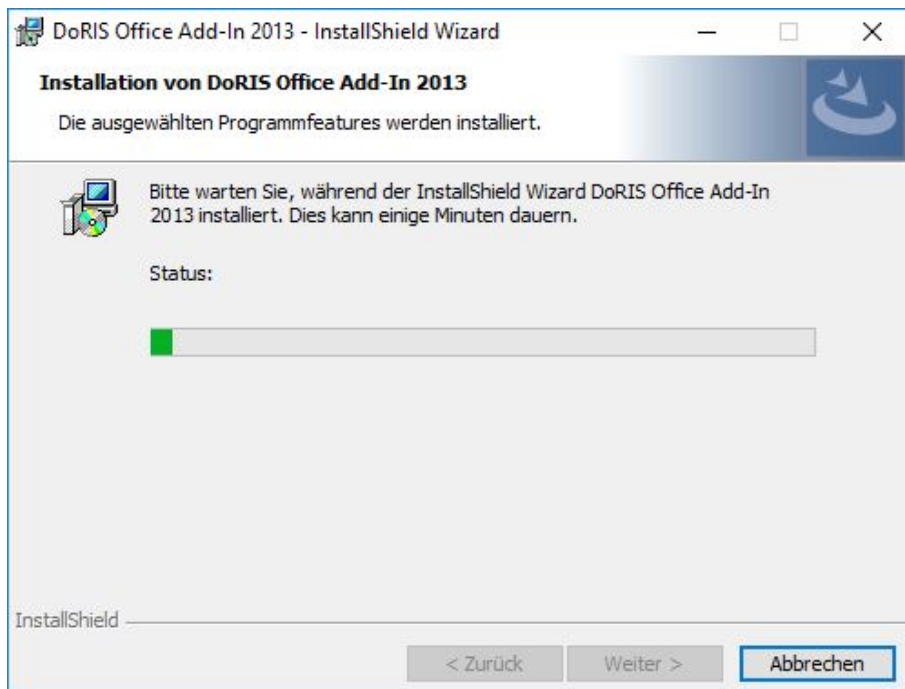 DoRIS Office Add-In 2013 - InstallShield Wizard
Installation von DoRIS Office Add-In 2013
Die ausgewählten Programmfeatures werden installiert.
Bitte warten Sie, während der InstallShield Wizard DoRIS Office Add-In
2013 installiert. Dies kann einige Minuten dauern.
Status:
InstallShield
< Zurück Weiter > Abbrechen